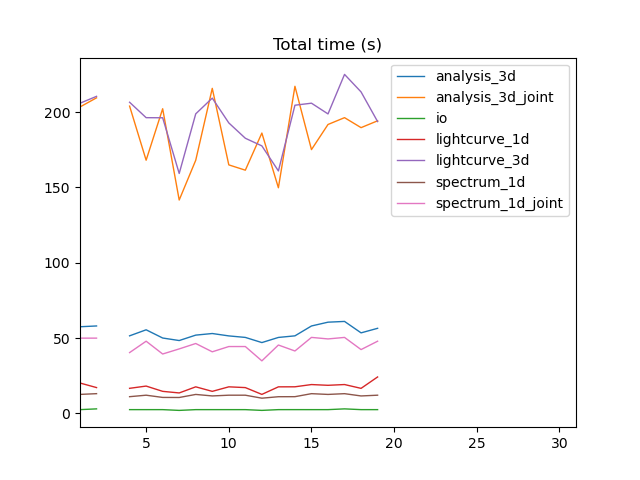 Total time (s)
analysis_3d
analysis_3d_joint
io
lightcurve_1d
lightcurve_3d
spectrum_1d
spectrum_1d_joint
200
150
100
50
0
5 10 15 20 25 30